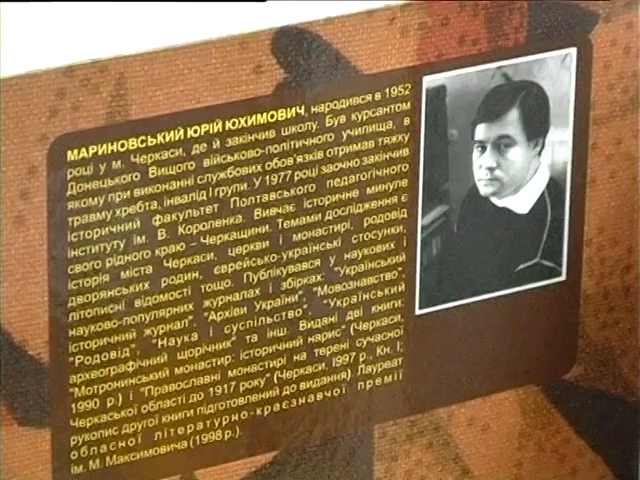 МАРИНОВСЬКИЙ ЮРІЙ ЮХИМОВИЧ, народився в 1952
році у м. Черкаси, де й закінчив школу. Був курсантом
Донецького Вищого військово-політичного училища, в
якому при виконанні службових обов'язків отримав тяжку
травму хребта, інвалід І групи. У 1977 році заочно закінчив
історичний факультет Полтавського педагогічного
інституту ім. В. Короленка. Вивчає історичне минуле
свого рідного краю – Черкащини. Темами дослідження є
історія міста Черкаси, церкви і монастирі, родовід
дворянських родин, єврейсько-українські стосунки,
літописні відомості тощо. Публікувався у наукових і
науково-популярних журналах і збірках: "Український
історичний журнал", "Архіви України", "Мовознавство",
"Родовід", "Наука і суспільство", "Український
археографічний щорічник" та інш. Видані дві книги:
"Мотронинський монастир: історичний нарис" (Черкаси,
1990 р.) і "Православні монастирі на терені сучасної
Черкаської області до 1917 року" (Черкаси, 1997 р., Кн. І;
рукопис другої книги підготовлений до видання). Лауреат
обласної літературно-краєзнавчої премії
ім. М. Максимовича (1998 р.).